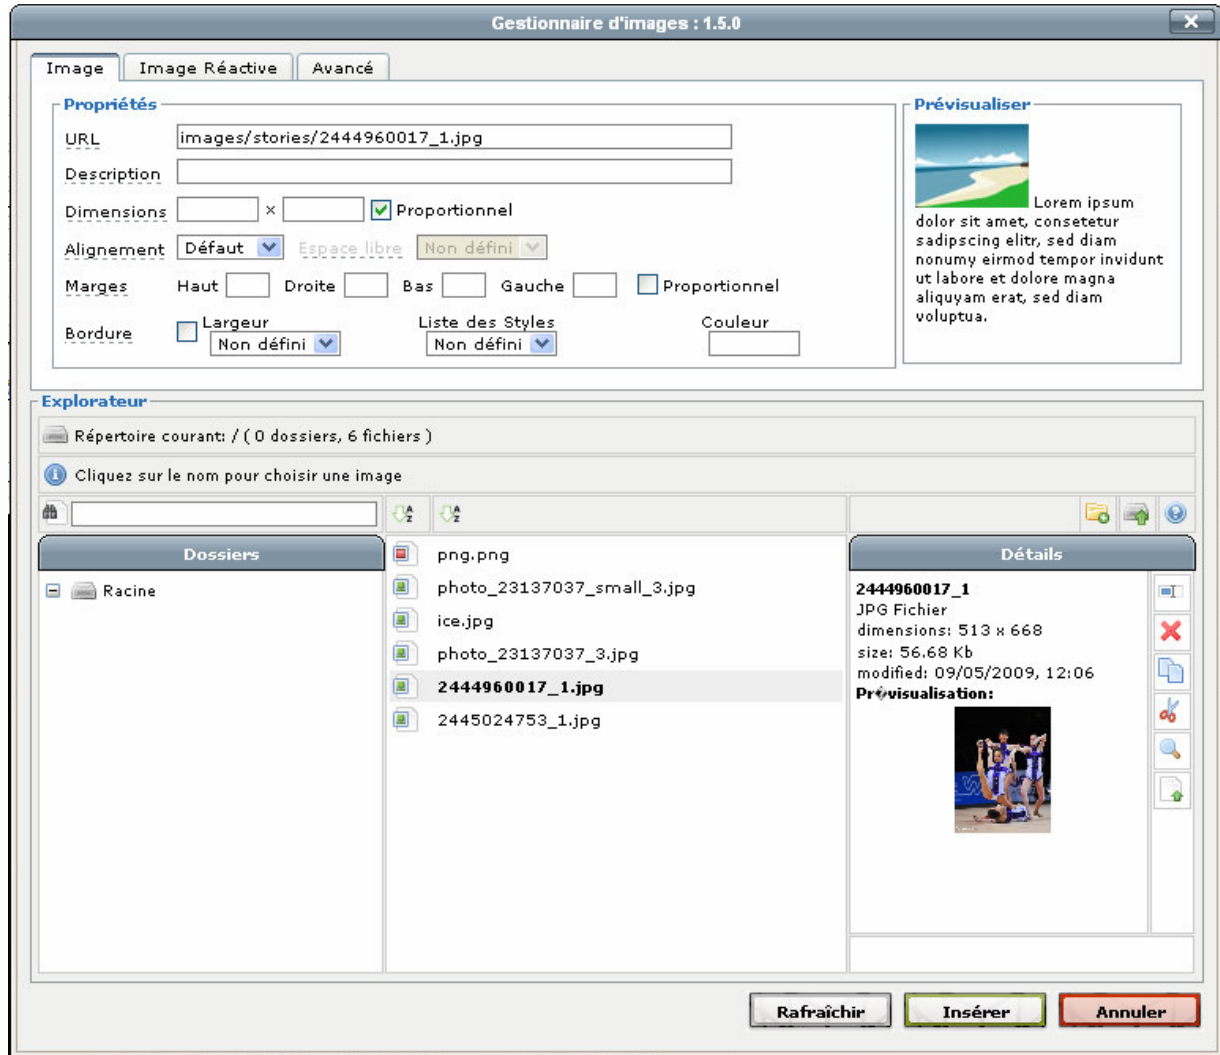 Gestionnaire d'images : 1.5.0
Image
Image Réactive
Avancé
Propriétés
URL
images/stories/2444960017_1.jpg
Description
Dimensions
×
Proportionnel
Alignement
Défaut
Espace libre
Non défini
Marges
Haut
Droite
Bas
Gauche
Proportionnel
Bordure
Largeur
Non défini
Liste des Styles
Non défini
Couleur
Prévisualiser
Lorem ipsum
dolor sit amet, consetetur
sadipscing elitr, sed diam
nonumy eirmod tempor invidunt
ut labore et dolore magna
aliquyam erat, sed diam
voluptua.
Explorateur
Répertoire courant: / ( 0 dossiers, 6 fichiers )
Cliquez sur le nom pour choisir une image
Dossiers
Racine
png.png
photo_23137037_small_3.jpg
ice.jpg
photo_23137037_3.jpg
2444960017_1.jpg
2445024753_1.jpg
Détails
2444960017_1
JPG Fichier
dimensions: 513 x 668
size: 56.68 Kb
modified: 09/05/2009, 12:06
Pr�visualisation:
Rafraîchir
Insérer
Annuler